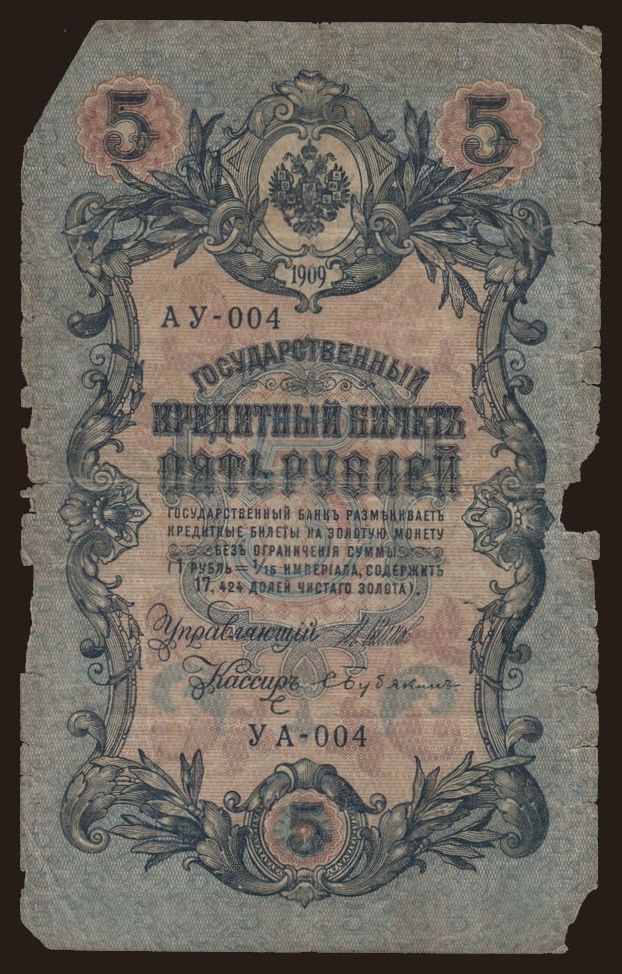 5 5
1909
АУ-004
ГОСУДАРСТВЕННЫЙ
КРЕДИТНЫЙ БИЛЕТЪ
ПЯТЬ РУБЛЕЙ
ГОСУДАРСТВЕННЫЙ БАНКЪ РАЗМѢНИВАЕТЪ
КРЕДИТНЫЕ БИЛЕТЫ НА ЗОЛОТУЮ МОНЕТУ
БЕЗЪ ОГРАНИЧЕНІЯ СУММЫ
(1 РУБЛЬ = 1/15 ИМПЕРІАЛА, СОДЕРЖИТЪ
17,424 ДОЛЕЙ ЧИСТАГО ЗОЛОТА).
Управляющій
Кассиръ
УА-004
5